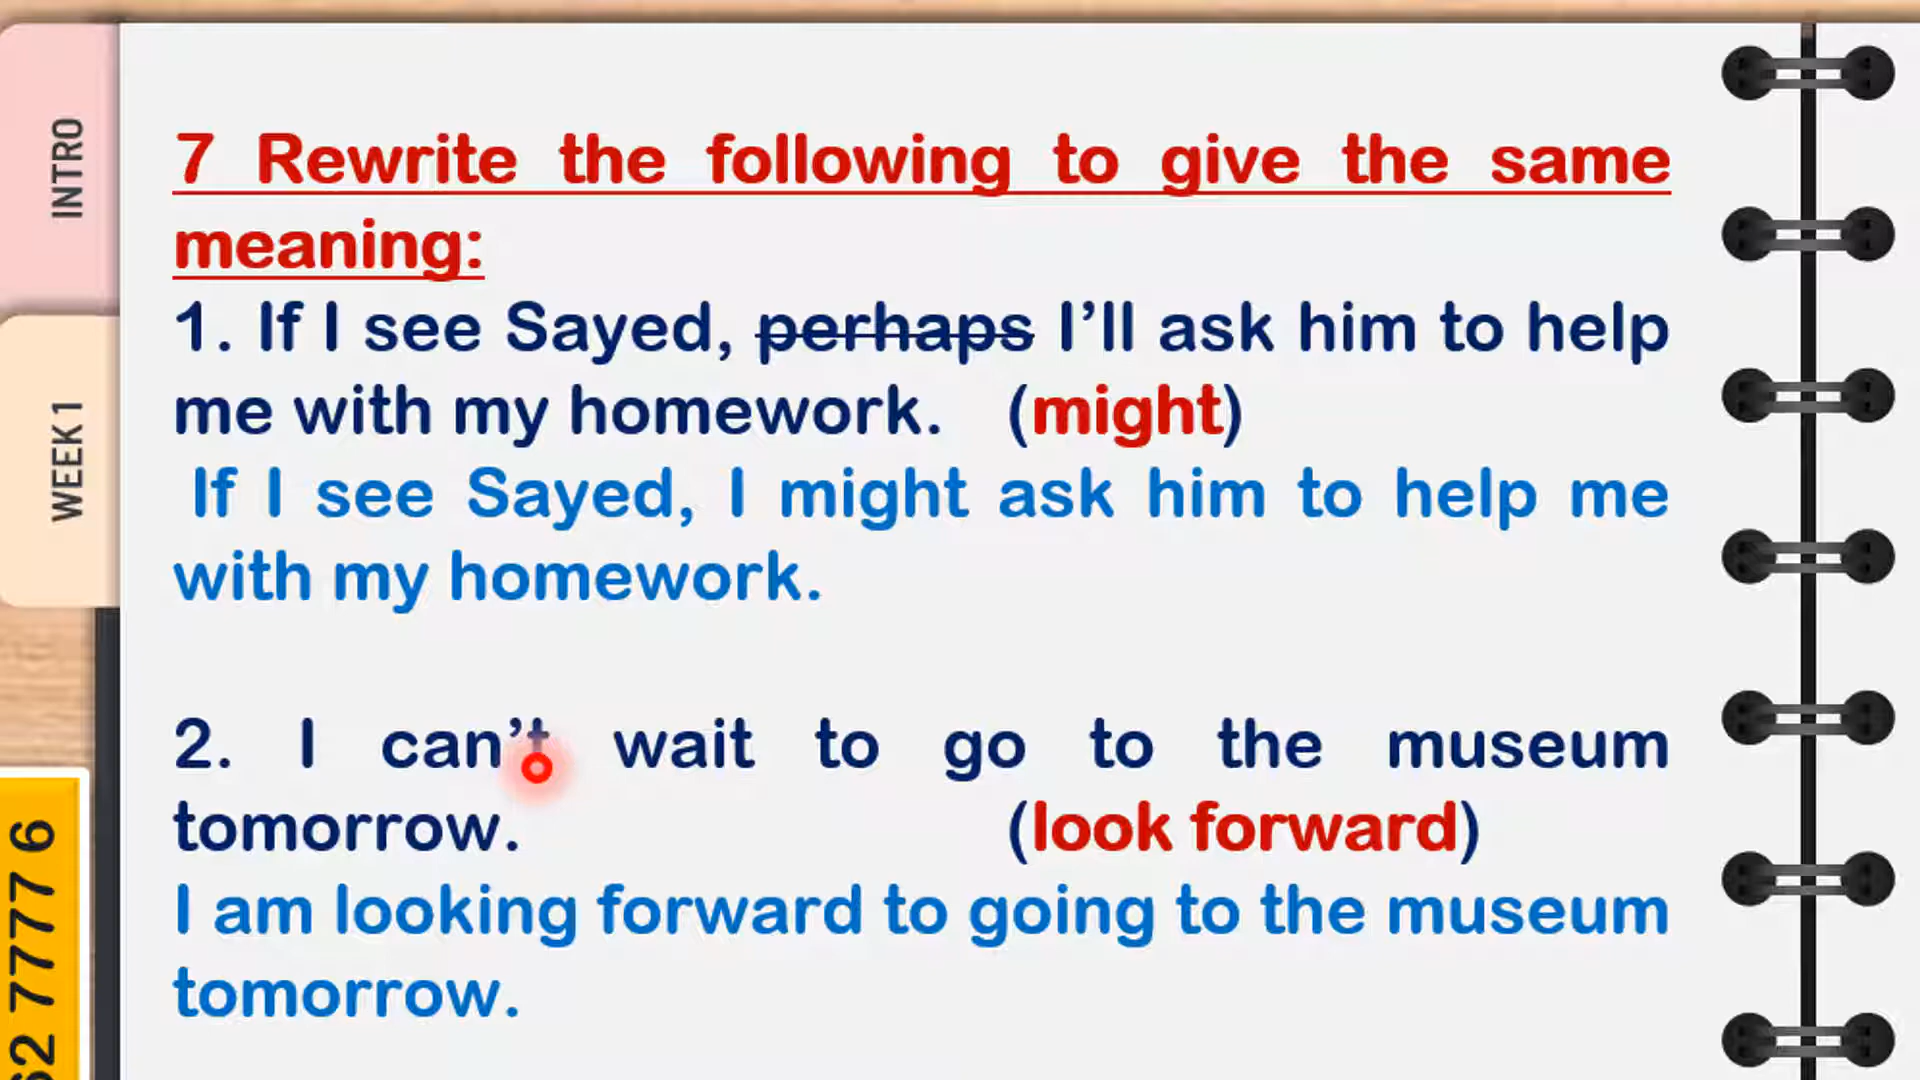 INTRO
WEEK 1
62 7777 6
7 Rewrite the following to give the same
meaning:
1. If I see Sayed, perhaps I’ll ask him to help
me with my homework. (might)
If I see Sayed, I might ask him to help me
with my homework.
2. I can’t wait to go to the museum
tomorrow. (look forward)
I am looking forward to going to the museum
tomorrow.